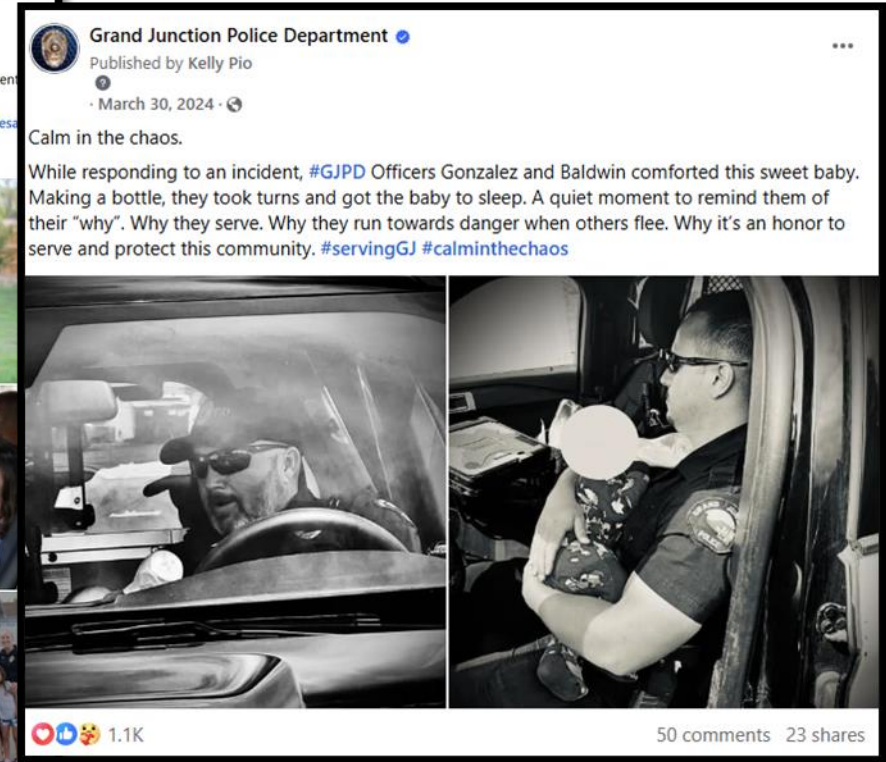 Grand Junction Police Department
Published by Kelly Pio
· March 30, 2024 ·
Calm in the chaos.
While responding to an incident, #GJPD Officers Gonzalez and Baldwin comforted this sweet baby.
Making a bottle, they took turns and got the baby to sleep. A quiet moment to remind them of
their "why". Why they serve. Why they run towards danger when others flee. Why it's an honor to
serve and protect this community. #servingGJ #calminthechaos
1.1K
50 comments 23 shares